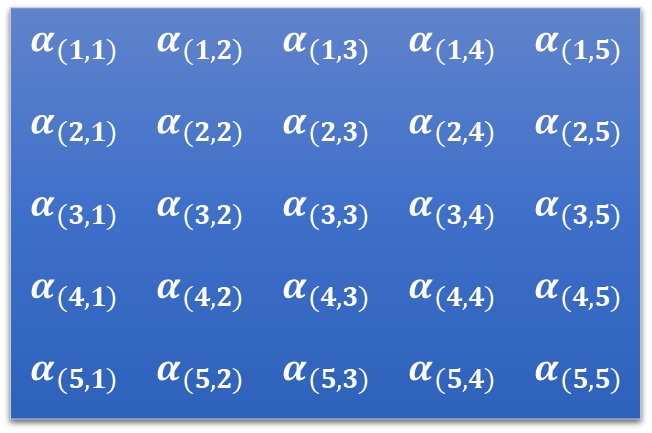 α(1,1) α(1,2) α(1,3) α(1,4) α(1,5)
α(2,1) α(2,2) α(2,3) α(2,4) α(2,5)
α(3,1) α(3,2) α(3,3) α(3,4) α(3,5)
α(4,1) α(4,2) α(4,3) α(4,4) α(4,5)
α(5,1) α(5,2) α(5,3) α(5,4) α(5,5)